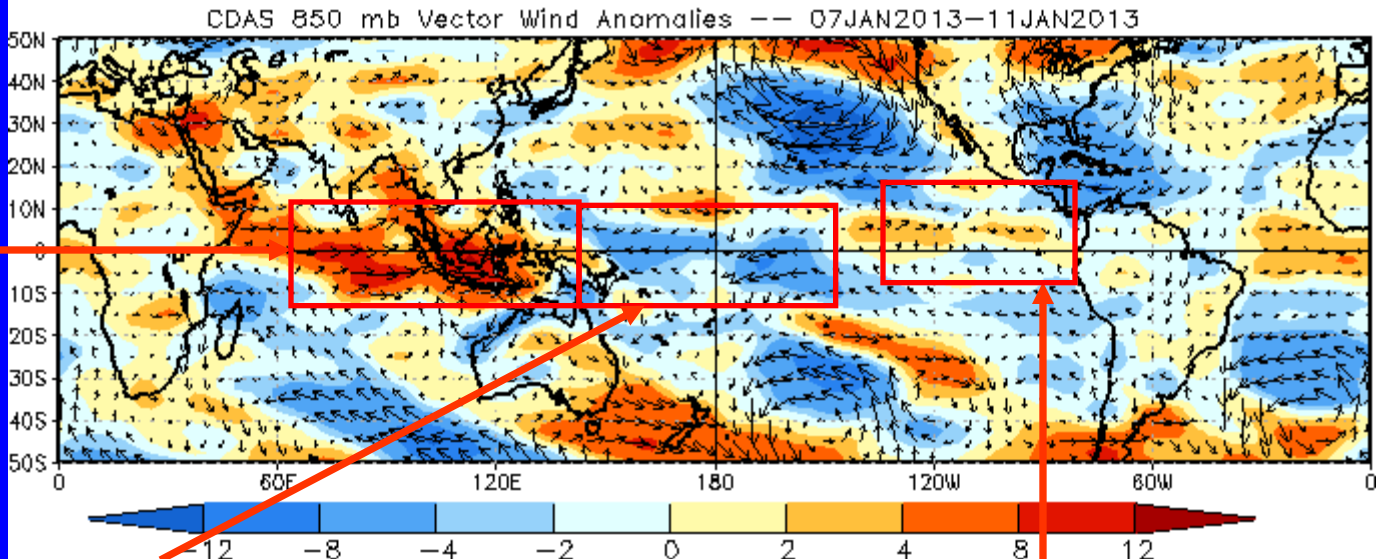 CDAS 850 mb Vector Wind Anomalies -- 07JAN2013-11JAN2013
50N
40N
30N
20N
10N
0
10S
20S
30S
40S
50S
0 60E 120E 180 120W 60W 0
-12 -8 -4 -2 0 2 4 8 12